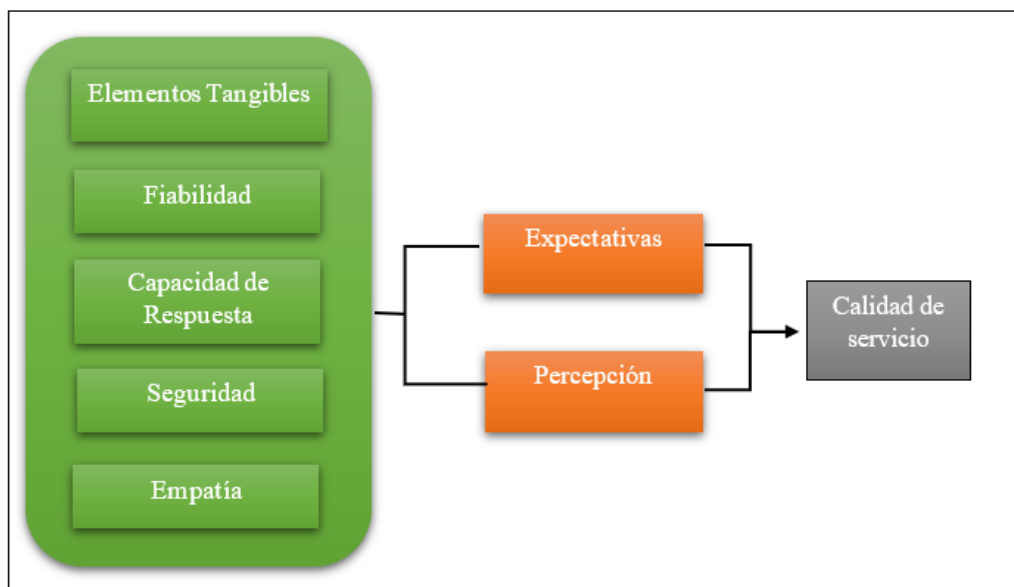 Elementos Tangibles
Fiabilidad
Capacidad de
Respuesta
Seguridad
Empatía
Expectativas
Percepción
Calidad de
servicio